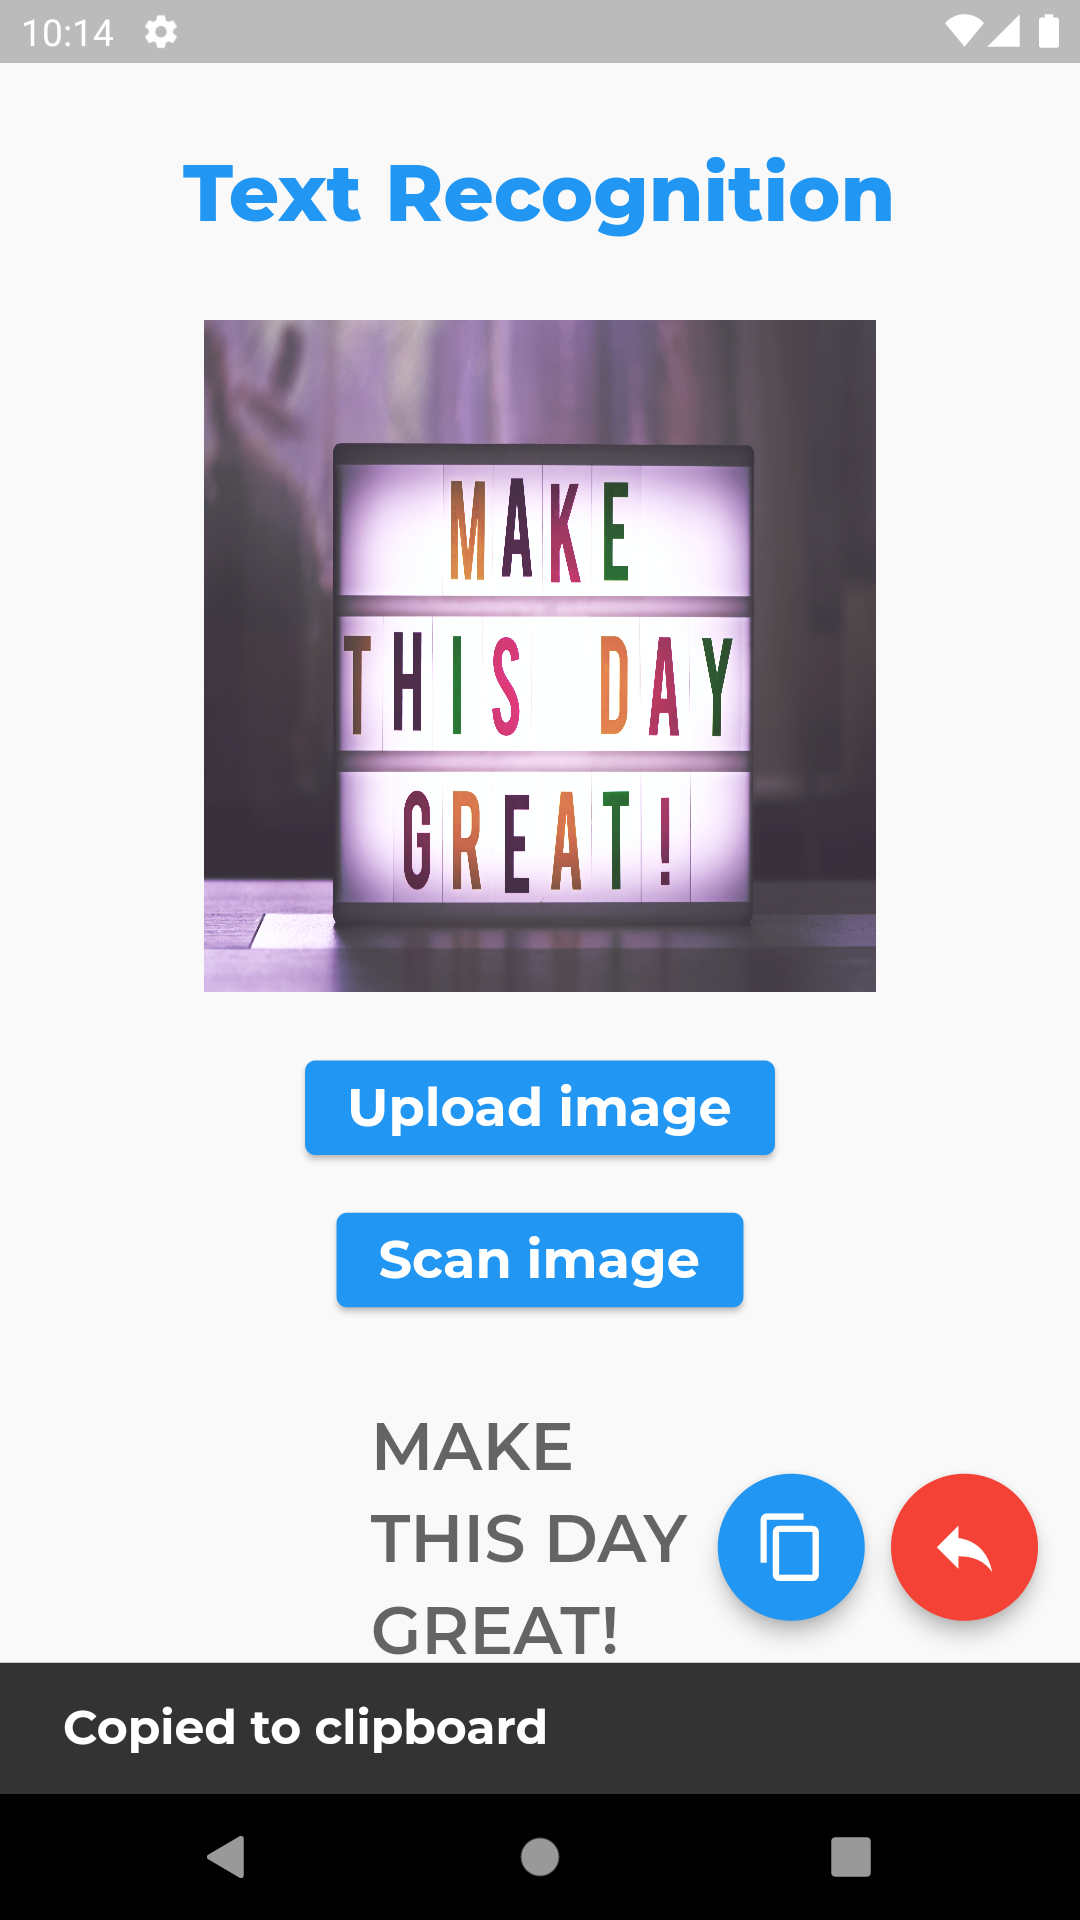 10:14
Text Recognition
MAKE
THIS DAY
GREAT!
Upload image
Scan image
MAKE
THIS DAY
GREAT!
Copied to clipboard